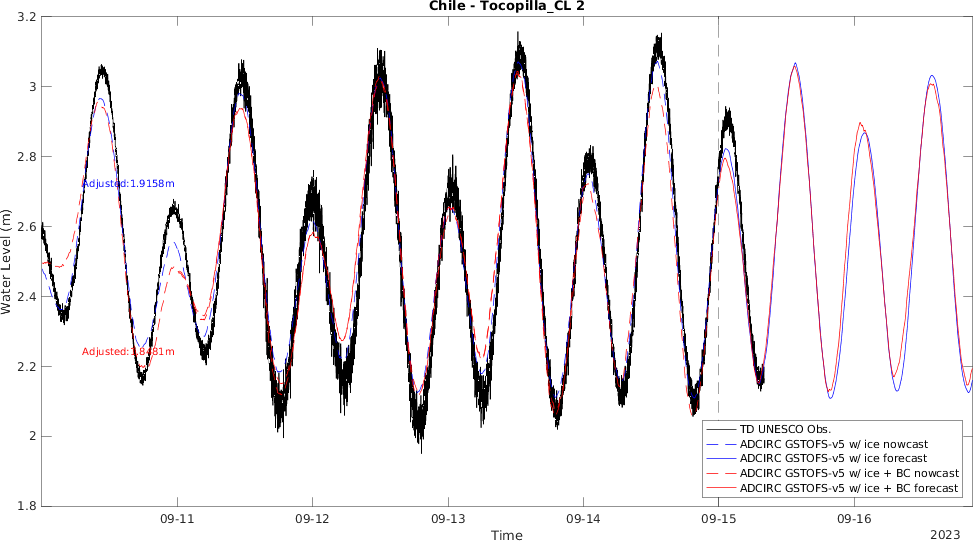 Chile - Tocopilla_CL 2
3.2
3
2.8
2.6
2.4
2.2
2
1.8
Water Level (m)
Adjusted:1.9158m
Adjusted:1.8481m
TD UNESCO Obs.
ADCIRC GSTOFS-v5 w/ ice nowcast
ADCIRC GSTOFS-v5 w/ ice forecast
ADCIRC GSTOFS-v5 w/ ice + BC nowcast
ADCIRC GSTOFS-v5 w/ ice + BC forecast
09-11 09-12 09-13 09-14 09-15 09-16
Time
2023